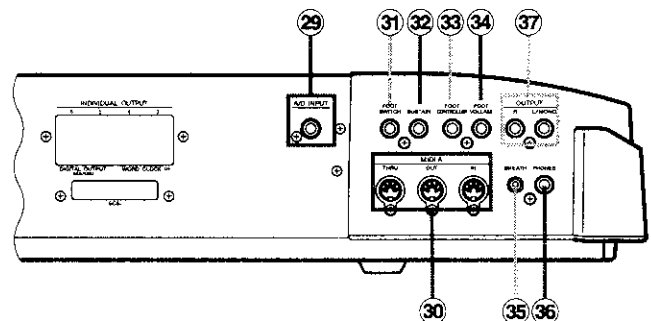 29 31 32 33 34 37
INDIVIDUAL OUTPUT
A/D INPUT
FOOT SWITCH
SUSTAIN
FOOT CONTROLLER
FOOT VOLUME
OUTPUT
R L/MONO
DIGITAL OUTPUT
WORD CLOCK IN
MIDI A
THRU OUT IN
BREATH PHONES
30 35 36